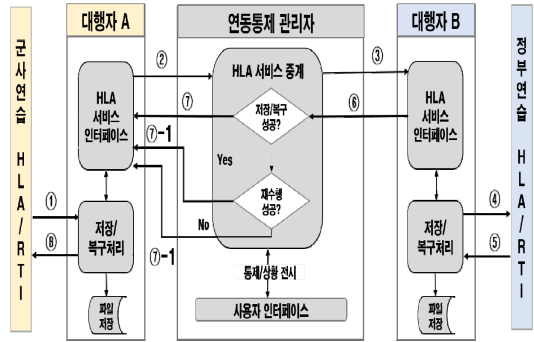 군사연습 HLA/RTI
대행자 A
연동통제 관리자
대행자 B
정부연습 HLA/RTI
HLA
서비스
인터페이스
②
HLA 서비스 중계
③
HLA
서비스
인터페이스
⑦
저장/복구
성공?
⑥
⑦-1
Yes
재수행
성공?
No
⑦-1
①
저장/
복구처리
⑧
통제/상황 전시
사용자 인터페이스
저장/
복구처리
④
⑤
파일
저장
파일
저장